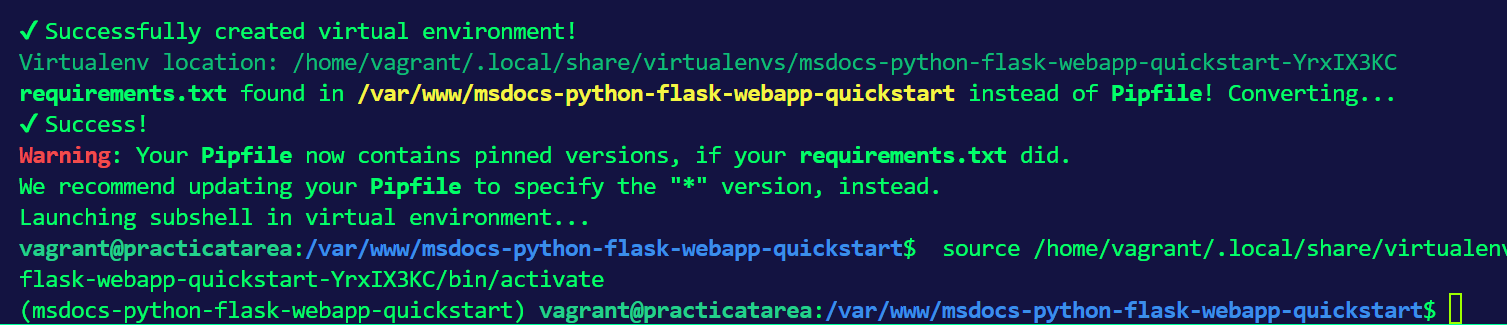 ✔ Successfully created virtual environment!
Virtualenv location: /home/vagrant/.local/share/virtualenvs/msdocs-python-flask-webapp-quickstart-YrxIX3KC
requirements.txt found in /var/www/msdocs-python-flask-webapp-quickstart instead of Pipfile! Converting...
✔ Success!
Warning: Your Pipfile now contains pinned versions, if your requirements.txt did.
We recommend updating your Pipfile to specify the "*" version, instead.
Launching subshell in virtual environment...
vagrant@practicatarea:/var/www/msdocs-python-flask-webapp-quickstart$  source /home/vagrant/.local/share/virtualenv
flask-webapp-quickstart-YrxIX3KC/bin/activate
(msdocs-python-flask-webapp-quickstart) vagrant@practicatarea:/var/www/msdocs-python-flask-webapp-quickstart$